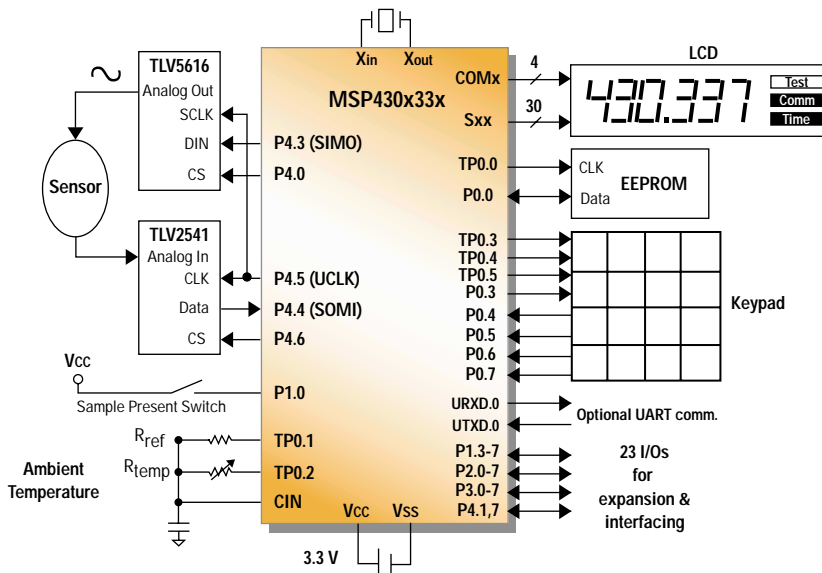 Xin
Xout
MSP430x33x
TLV5616
Analog Out
SCLK
DIN
CS
Sensor
TLV2541
Analog In
CLK
Data
CS
P4.3 (SIMO)
P4.0
P4.5 (UCLK)
P4.4 (SOMI)
P4.6
Vcc
Sample Present Switch
P1.0
Rref
TP0.1
Rtemp
TP0.2
Ambient
Temperature
CIN
Vcc
Vss
3.3 V
COMx
4
Sxx
30
LCD
430.337
Test
Comm
Time
TP0.0
P0.0
CLK
Data
EEPROM
TP0.3
TP0.4
TP0.5
P0.3
P0.4
P0.5
P0.6
P0.7
Keypad
URXD.0
UTXD.0
Optional UART comm.
P1.3-7
P2.0-7
P3.0-7
P4.1,7
23 I/Os
for
expansion &
interfacing